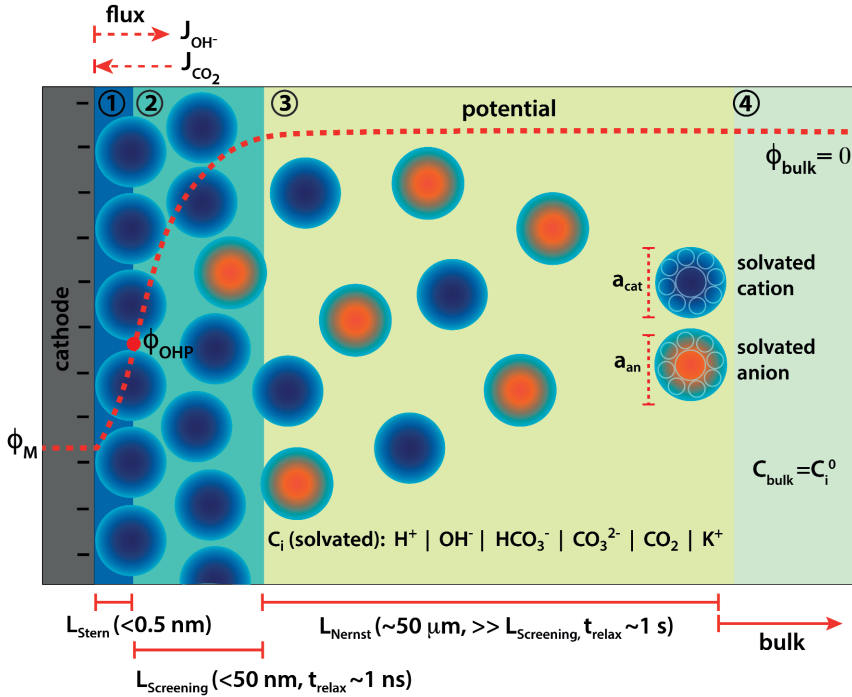 flux
J_OH⁻
J_CO₂
① ② ③ ④
potential
ϕ_bulk = 0
cathode
a_cat
solvated
cation
ϕ_OHP
a_an
solvated
anion
ϕ_M
C_bulk=C_i⁰
C_i (solvated): H⁺ | OH⁻ | HCO₃⁻ | CO₃²⁻ | CO₂ | K⁺
L_Stern (<0.5 nm)
L_Nernst (~50 μm, >> L_Screening, t_relax ~1 s)
bulk
L_Screening (<50 nm, t_relax ~1 ns)